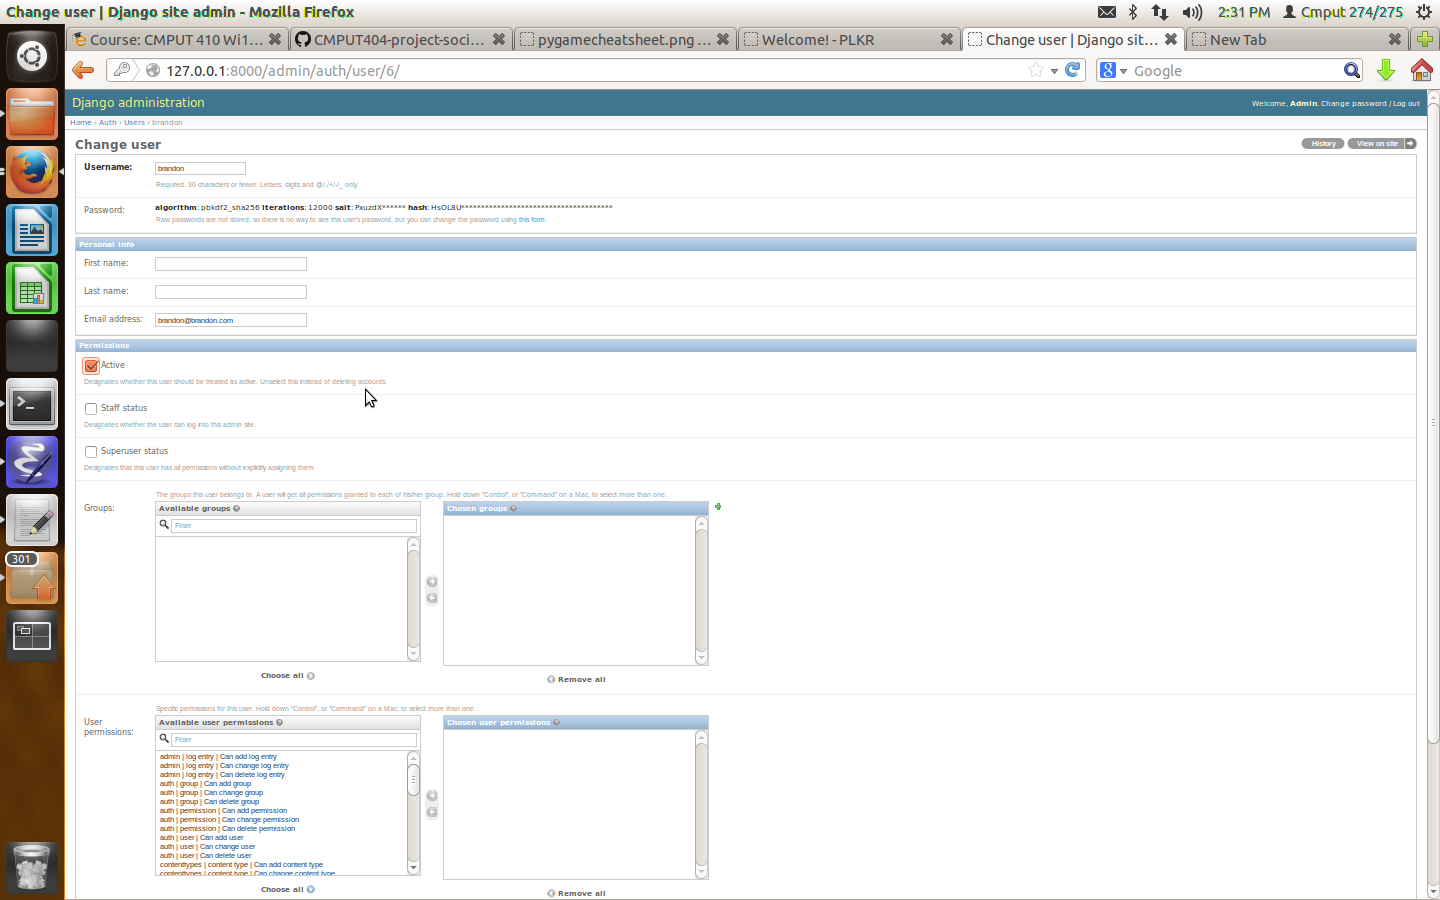 Change user | Django site admin - Mozilla Firefox
2:31 PM
Cmput 274/275
Course: CMPUT 410 Wi1...
CMPUT404-project-soci...
pygamecheatsheet.png ...
Welcome! - PLKR
Change user | Django sit...
New Tab
127.0.0.1:8000/admin/auth/user/6/
Google
Django administration
Welcome, Admin. Change password / Log out
Home › Auth › Users › brandon
Change user
History
View on site
Username:
brandon
Required. 30 characters or fewer. Letters, digits and @/./+/-/_ only.
Password:
algorithm: pbkdf2_sha256 iterations: 12000 salt: PxuzdX****** hash: HsOL8U**************************************
Raw passwords are not stored, so there is no way to see this user's password, but you can change the password using this form.
Personal info
First name:
Last name:
Email address:
brandon@brandon.com
Permissions
Active
Designates whether this user should be treated as active. Unselect this instead of deleting accounts.
Staff status
Designates whether the user can log into this admin site.
Superuser status
Designates that this user has all permissions without explicitly assigning them.
The groups this user belongs to. A user will get all permissions granted to each of his/her group. Hold down "Control", or "Command" on a Mac, to select more than one.
Groups:
Available groups
Chosen groups
Filter
301
Choose all
Remove all
Specific permissions for this user. Hold down "Control", or "Command" on a Mac, to select more than one.
User
permissions:
Available user permissions
Chosen user permissions
Filter
admin | log entry | Can add log entry
admin | log entry | Can change log entry
admin | log entry | Can delete log entry
auth | group | Can add group
auth | group | Can change group
auth | group | Can delete group
auth | permission | Can add permission
auth | permission | Can change permission
auth | permission | Can delete permission
auth | user | Can add user
auth | user | Can change user
auth | user | Can delete user
contenttypes | content type | Can add content type
contenttypes | content type | Can change content type
Choose all
Remove all